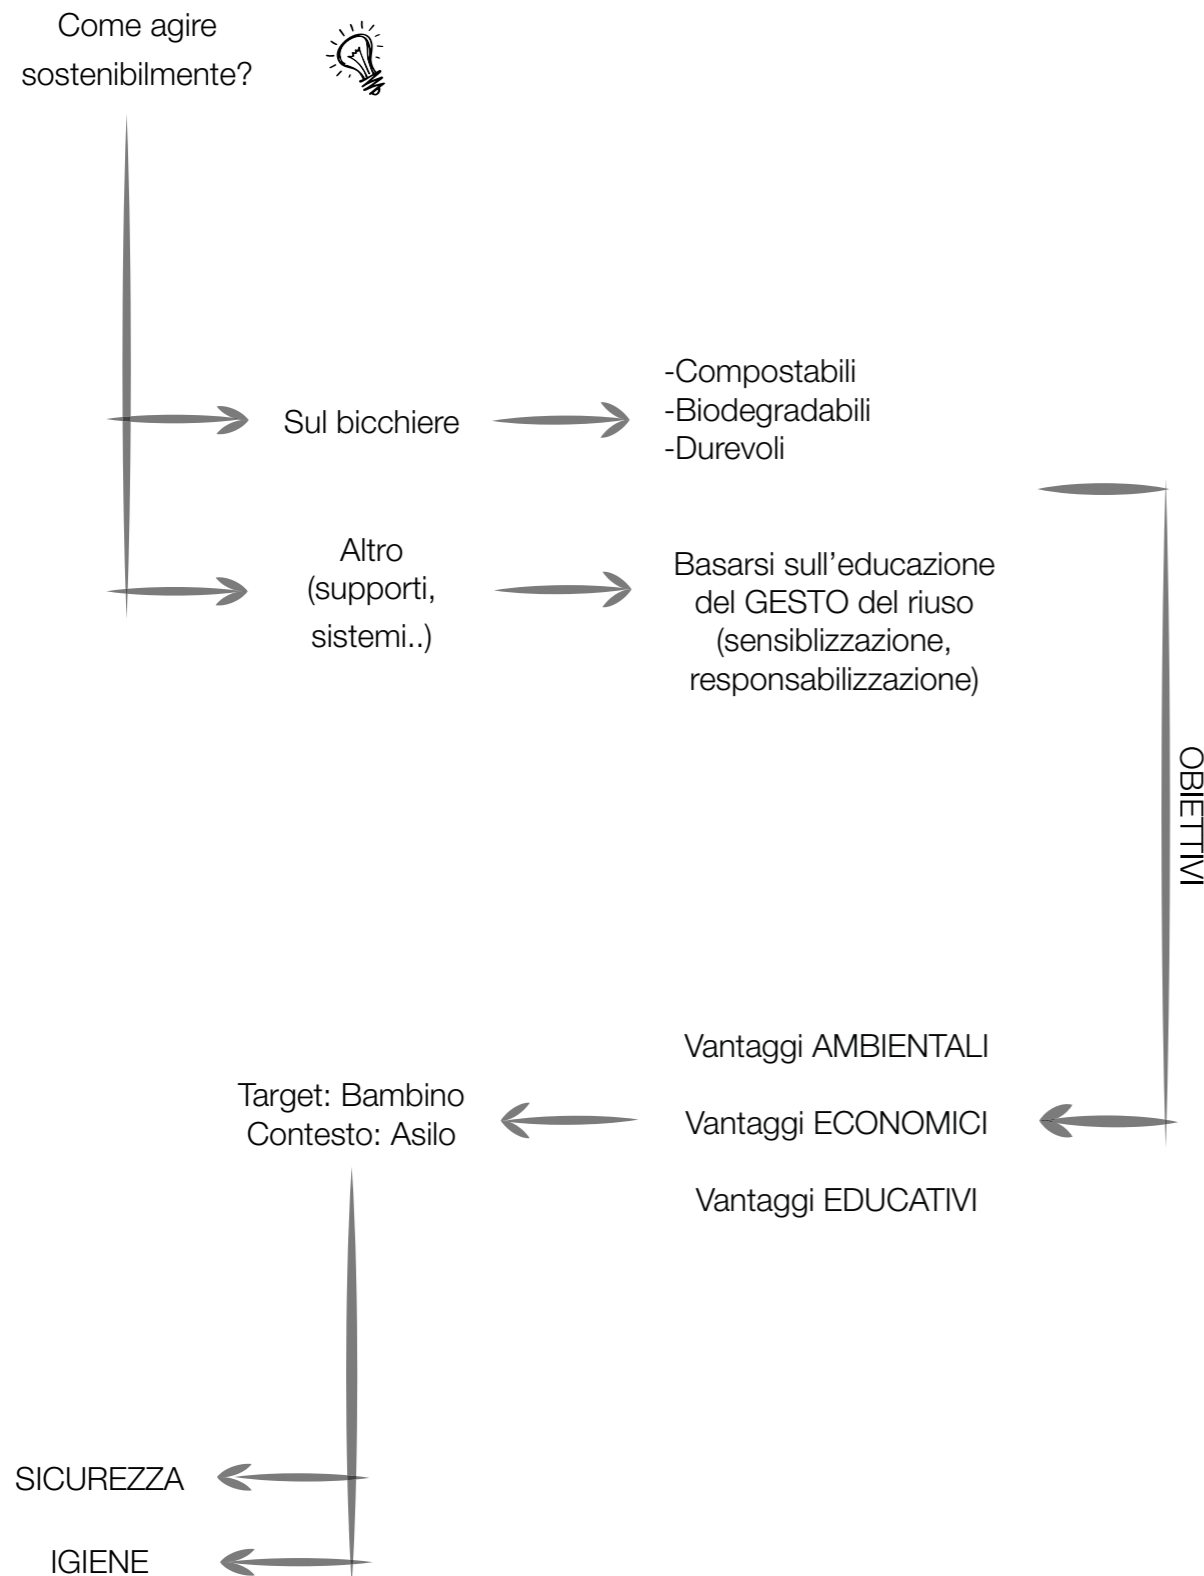 Come agire
sostenibilmente?
Sul bicchiere
-Compostabili
-Biodegradabili
-Durevoli
Altro
(supporti,
sistemi..)
Basarsi sull’educazione
del GESTO del riuso
(sensiblizzazione,
responsabilizzazione)
OBIETTIVI
Vantaggi AMBIENTALI
Vantaggi ECONOMICI
Vantaggi EDUCATIVI
Target: Bambino
Contesto: Asilo
SICUREZZA
IGIENE